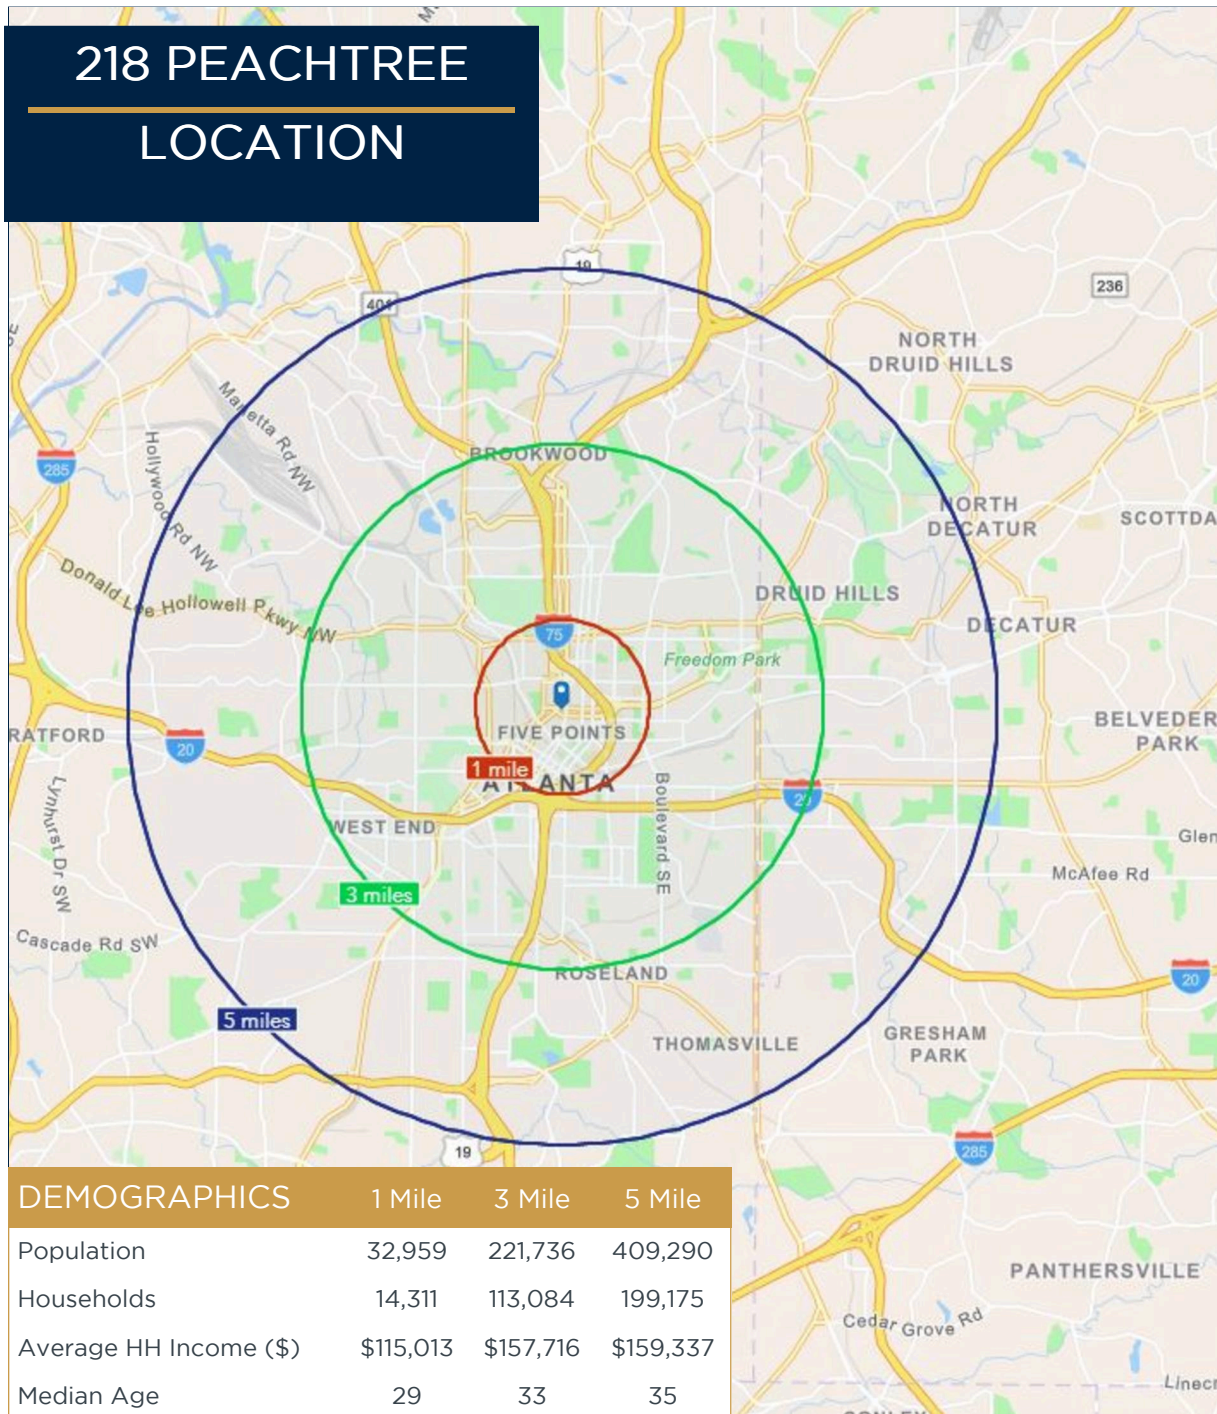 218 PEACHTREE
LOCATION
19
404
236
NORTH
DRUID HILLS
Marietta Rd NW
Hollywood Rd NW
285
BROOKWOOD
NORTH
DECATUR
SCOTTDA
Donald Lee Hollowell Pkwy NW
DRUID HILLS
DECATUR
75
Freedom Park
FIVE POINTS
RATFORD
20
BELVEDER
PARK
1 mile
ATLANTA
Boulevard SE
20
Lynhurst Dr SW
WEST END
Glen
McAfee Rd
3 miles
Cascade Rd SW
ROSELAND
20
5 miles
THOMASVILLE
GRESHAM
PARK
19
285
DEMOGRAPHICS 1 Mile 3 Mile 5 Mile
Population 32,959 221,736 409,290
Households 14,311 113,084 199,175
Average HH Income ($) $115,013 $157,716 $159,337
Median Age 29 33 35
PANTHERSVILLE
Cedar Grove Rd
Linecr